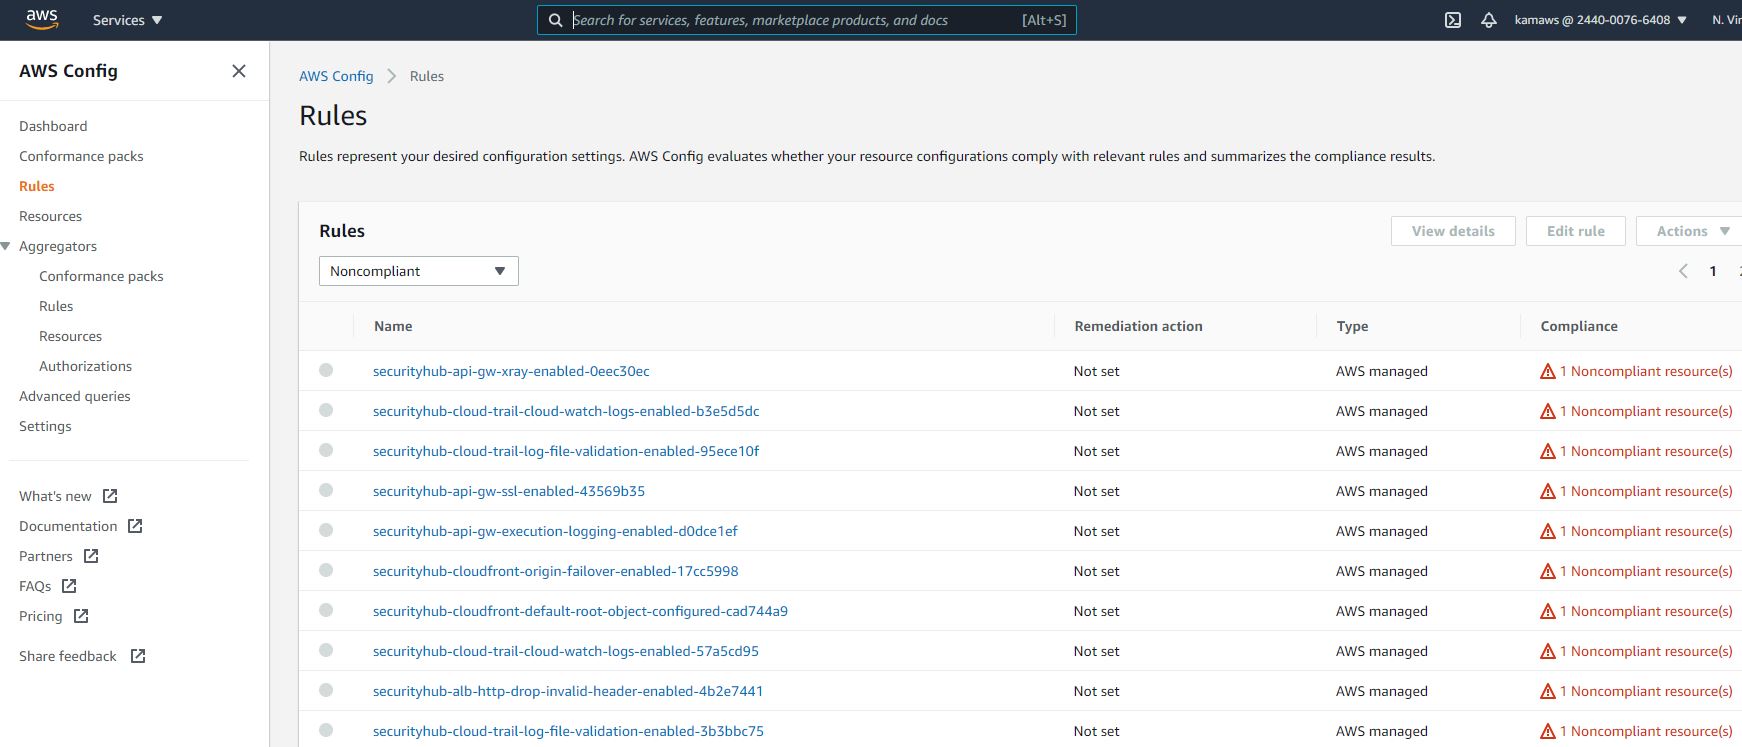 aws Services Search for services, features, marketplace products, and docs [Alt+S] kamaws @ 2440-0076-6408 N. Vir
AWS Config
Dashboard
Conformance packs
Rules
Resources
Aggregators
Conformance packs
Rules
Resources
Authorizations
Advanced queries
Settings
What's new
Documentation
Partners
FAQs
Pricing
Share feedback
AWS Config Rules
Rules
Rules represent your desired configuration settings. AWS Config evaluates whether your resource configurations comply with relevant rules and summarizes the compliance results.
Rules View details Edit rule Actions
Noncompliant 1
Name Remediation action Type Compliance
securityhub-api-gw-xray-enabled-0eec30ec Not set AWS managed 1 Noncompliant resource(s)
securityhub-cloud-trail-cloud-watch-logs-enabled-b3e5d5dc Not set AWS managed 1 Noncompliant resource(s)
securityhub-cloud-trail-log-file-validation-enabled-95ece10f Not set AWS managed 1 Noncompliant resource(s)
securityhub-api-gw-ssl-enabled-43569b35 Not set AWS managed 1 Noncompliant resource(s)
securityhub-api-gw-execution-logging-enabled-d0dce1ef Not set AWS managed 1 Noncompliant resource(s)
securityhub-cloudfront-origin-failover-enabled-17cc5998 Not set AWS managed 1 Noncompliant resource(s)
securityhub-cloudfront-default-root-object-configured-cad744a9 Not set AWS managed 1 Noncompliant resource(s)
securityhub-cloud-trail-cloud-watch-logs-enabled-57a5cd95 Not set AWS managed 1 Noncompliant resource(s)
securityhub-alb-http-drop-invalid-header-enabled-4b2e7441 Not set AWS managed 1 Noncompliant resource(s)
securityhub-cloud-trail-log-file-validation-enabled-3b3bbc75 Not set AWS managed 1 Noncompliant resource(s)